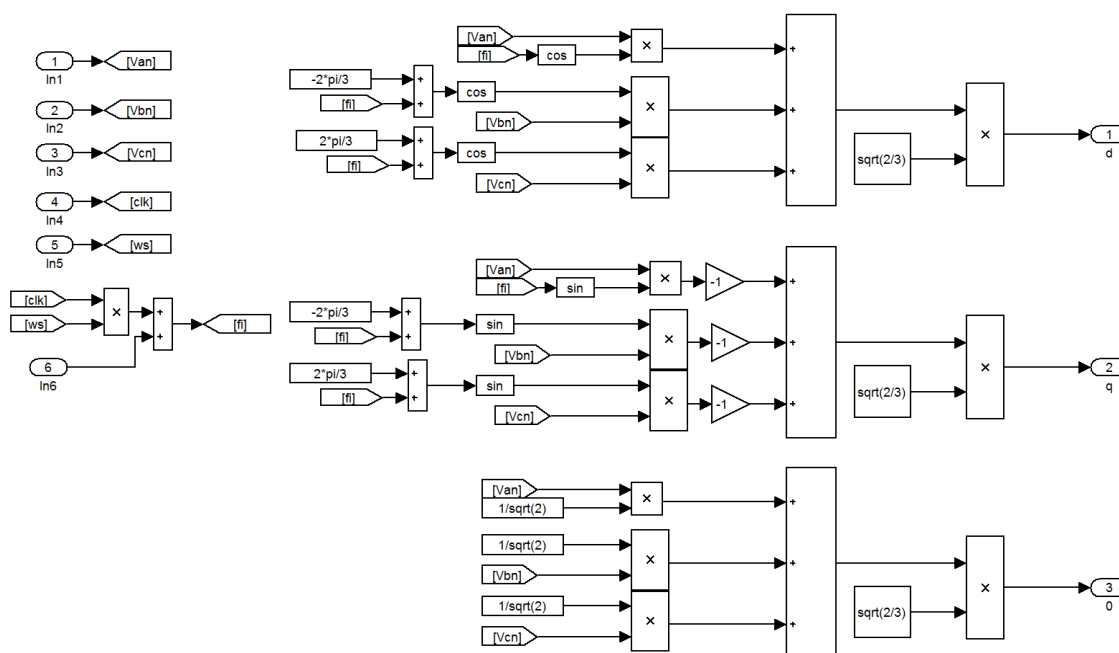 1
In1
[Van]
2
In2
[Vbn]
3
In3
[Vcn]
4
In4
[clk]
5
In5
[ws]
[clk]
[ws]
×
+
+
[fi]
6
In6
[Van]
[fi]
cos
×
-2*pi/3
[fi]
+
+
cos
[Vbn]
×
2*pi/3
[fi]
+
+
cos
[Vcn]
×
+
+
+
sqrt(2/3)
×
1
d
[Van]
[fi]
sin
×
-1
-2*pi/3
[fi]
+
+
sin
[Vbn]
×
-1
2*pi/3
[fi]
+
+
sin
[Vcn]
×
-1
+
+
+
sqrt(2/3)
×
2
q
[Van]
1/sqrt(2)
×
1/sqrt(2)
[Vbn]
×
1/sqrt(2)
[Vcn]
×
+
+
+
sqrt(2/3)
×
3
0